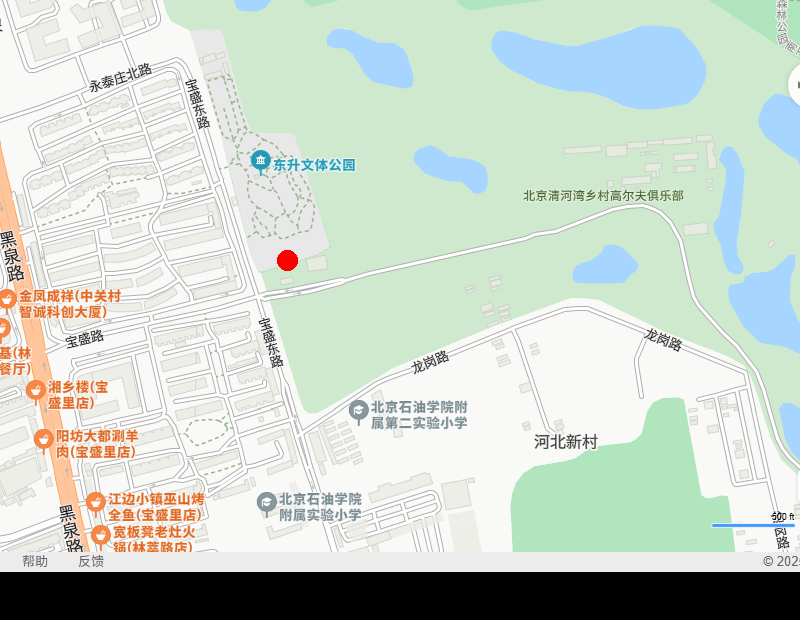 森林公园
永泰庄北路
宝盛东路
东升文体公园
北京清河湾乡村高尔夫俱乐部
黑泉路
金凤成祥(中关村
智诚科创大厦)
宝盛路
基(林
餐厅)
宝盛东路
龙岗路
龙岗路
湘乡楼(宝
盛里店)
北京石油学院附
属第二实验小学
阳坊大都涮羊
肉(宝盛里店)
河北新村
江边小镇巫山烤
全鱼(宝盛里店)
北京石油学院
附属实验小学
黑泉路
宽板凳老灶火
锅(林萃路店)
500 ft
岗路
帮助
反馈
© 202